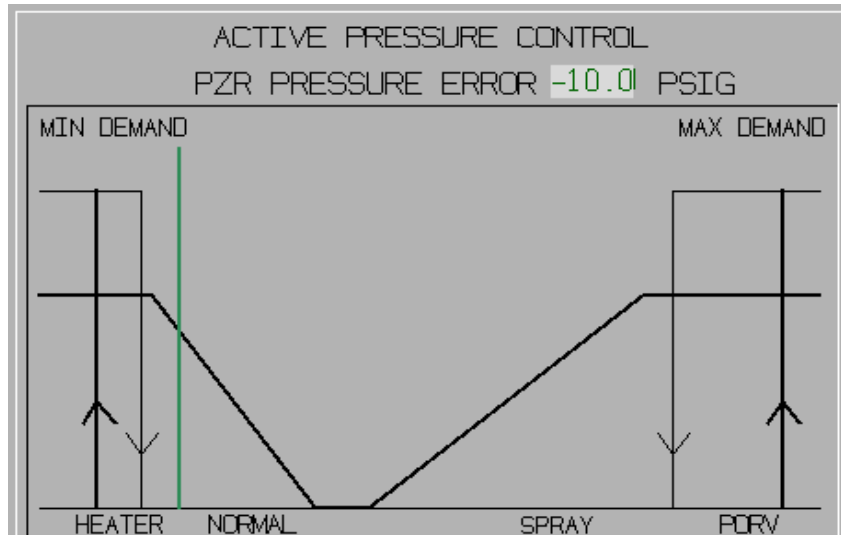 ACTIVE PRESSURE CONTROL
PZR PRESSURE ERROR -10.0 PSIG
MIN DEMAND MAX DEMAND
HEATER NORMAL SPRAY PORV